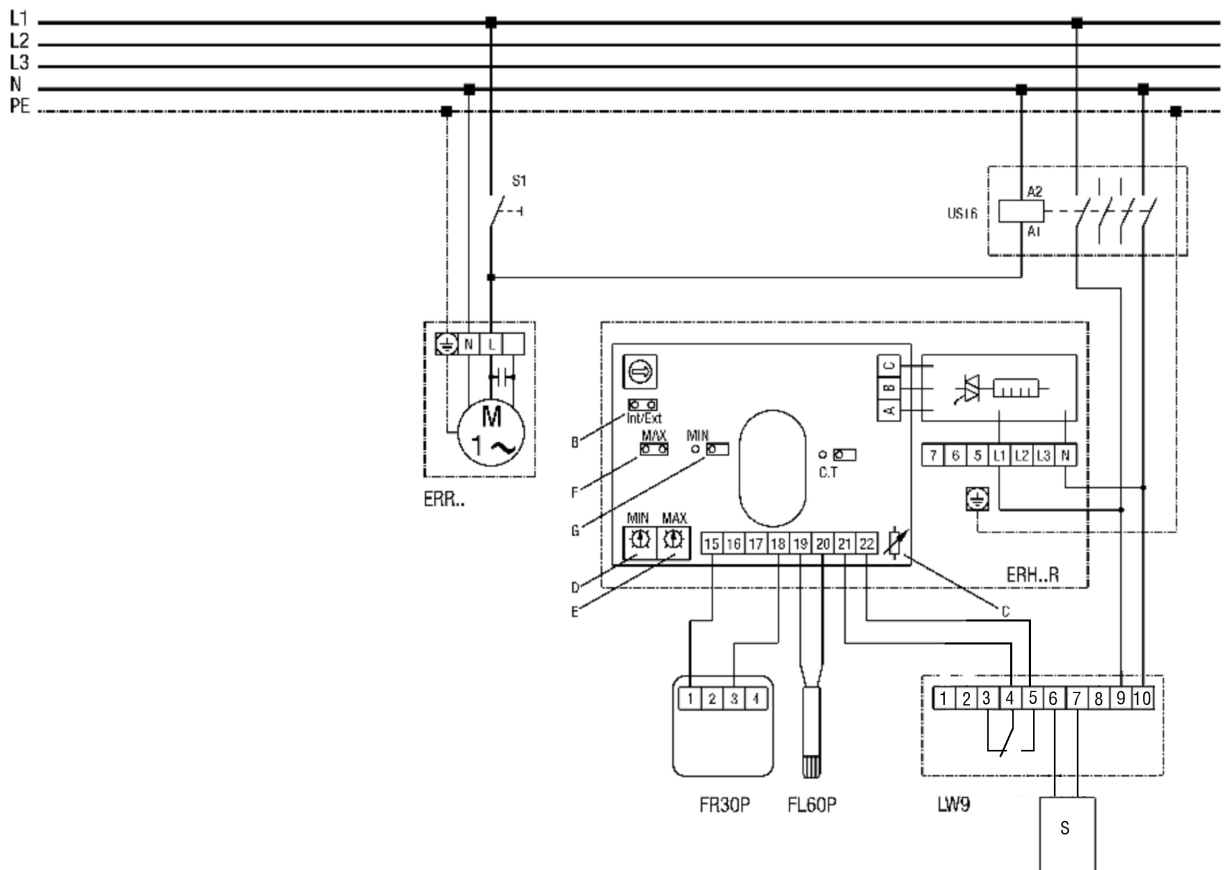 L1
L2
L3
N
PE
S1
US16
A2
A1
N L
M
1~
ERR..
Int/Ext
MAX MIN
C.T
C
B
A
7 6 5 L1 L2 L3 N
B
F
G
D
E
MIN MAX
15 16 17 18 19 20 21 22
ERH..R
C
1 2 3 4
FR30P
FL60P
1 2 3 4 5 6 7 8 9 10
LW9
S